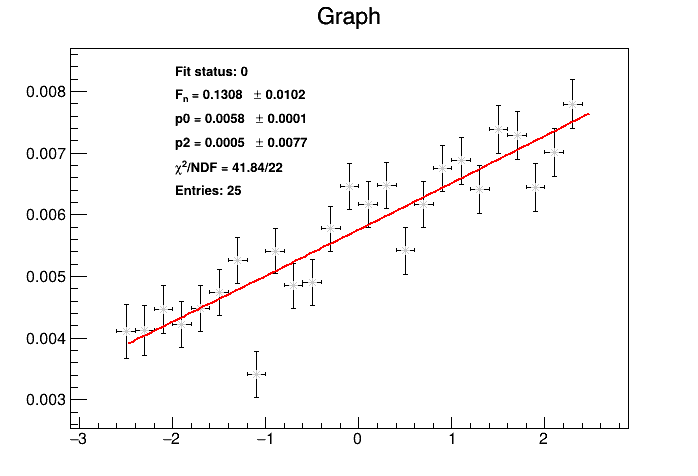 Graph
Fit status: 0
Fn = 0.1308 ± 0.0102
p0 = 0.0058 ± 0.0001
p2 = 0.0005 ± 0.0077
χ²/NDF = 41.84/22
Entries: 25
0.008
0.007
0.006
0.005
0.004
0.003
−3 −2 −1 0 1 2